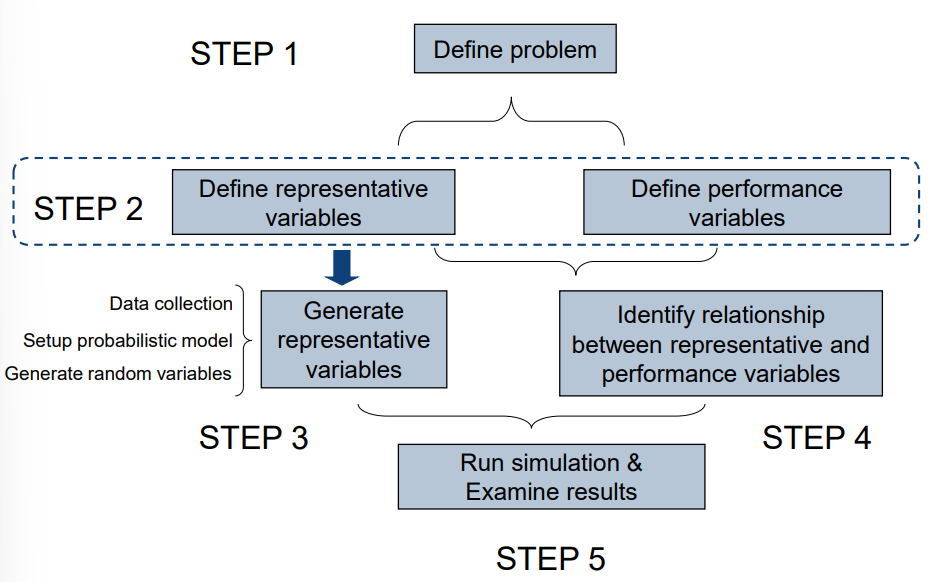 STEP 1
Define problem
STEP 2
Define representative
variables
Define performance
variables
Data collection
Setup probabilistic model
Generate random variables
Generate
representative
variables
Identify relationship
between representative and
performance variables
STEP 3
STEP 4
Run simulation &
Examine results
STEP 5